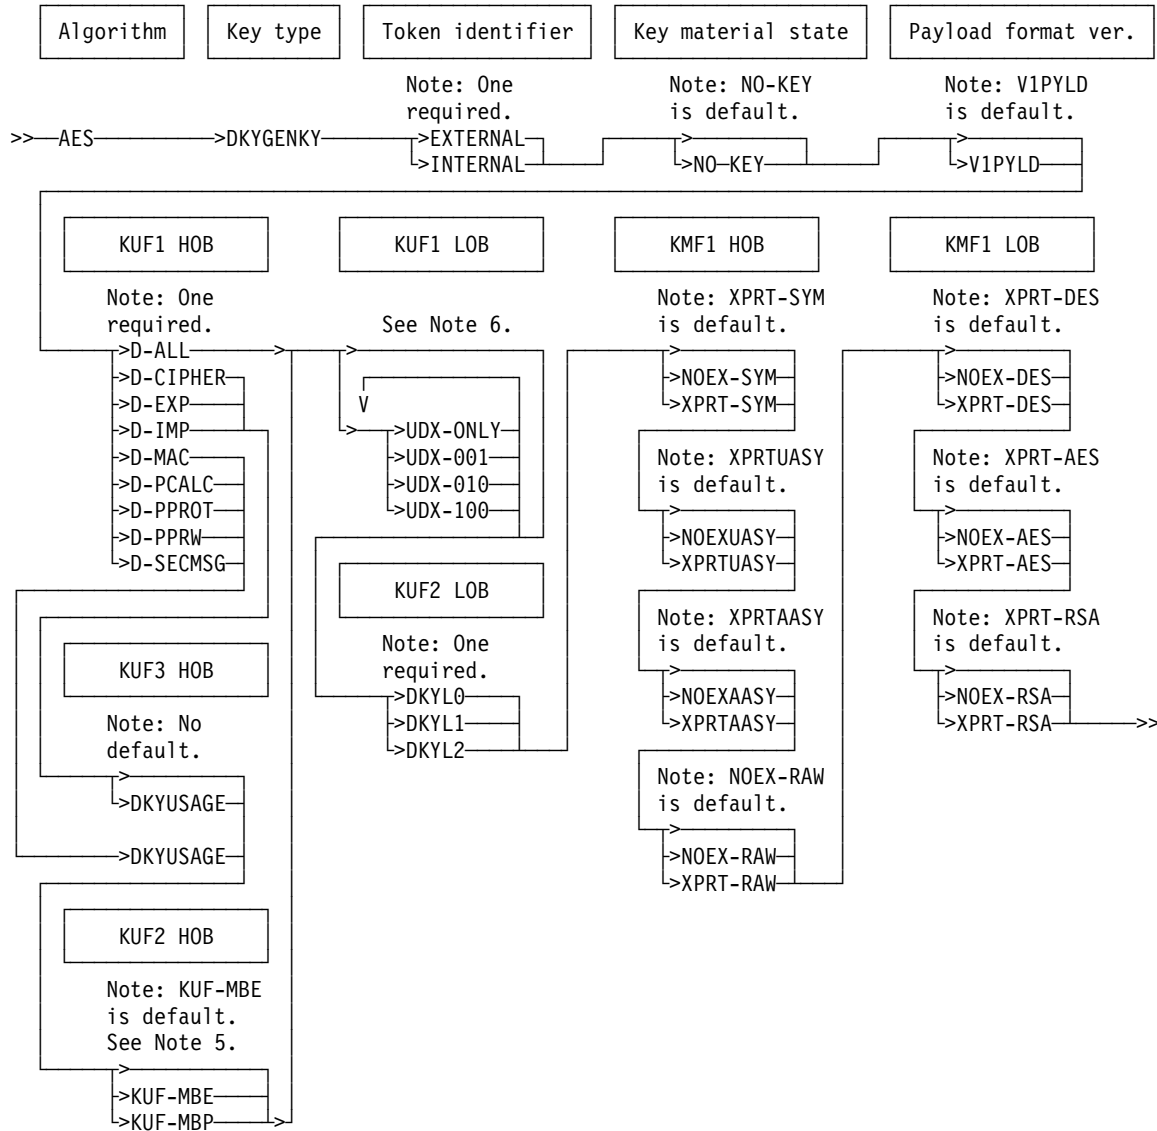 Algorithm Key type Token identifier Key material state Payload format ver.
Note: One Note: NO-KEY Note: V1PYLD
required. is default. is default.
>>—AES >DKYGENKY >EXTERNAL > >
>INTERNAL >NO-KEY >V1PYLD
KUF1 HOB KUF1 LOB KMF1 HOB KMF1 LOB
Note: One Note: XPRT-SYM Note: XPRT-DES
required. See Note 6. is default. is default.
>D-ALL > > > >
>D-CIPHER >NOEX-SYM >NOEX-DES
>D-EXP V >XPRT-SYM >XPRT-DES
>D-IMP > >UDX-ONLY
>D-MAC >UDX-001 Note: XPRTUASY Note: XPRT-AES
>D-PCALC >UDX-010 is default. is default.
>D-PPROT >UDX-100 > >
>D-PPRW >NOEXUASY >NOEX-AES
>D-SECMSG >XPRTUASY >XPRT-AES
KUF2 LOB
Note: XPRTAASY Note: XPRT-RSA
Note: One is default. is default.
KUF3 HOB required. > >
>DKYL0 >NOEXAASY >NOEX-RSA
Note: No >DKYL1 >XPRTAASY >XPRT-RSA >>
default. >DKYL2
> Note: NOEX-RAW
>DKYUSAGE is default.
>
>DKYUSAGE >NOEX-RAW
>XPRT-RAW
KUF2 HOB
Note: KUF-MBE
is default.
See Note 5.
>
>KUF-MBE
>KUF-MBP >